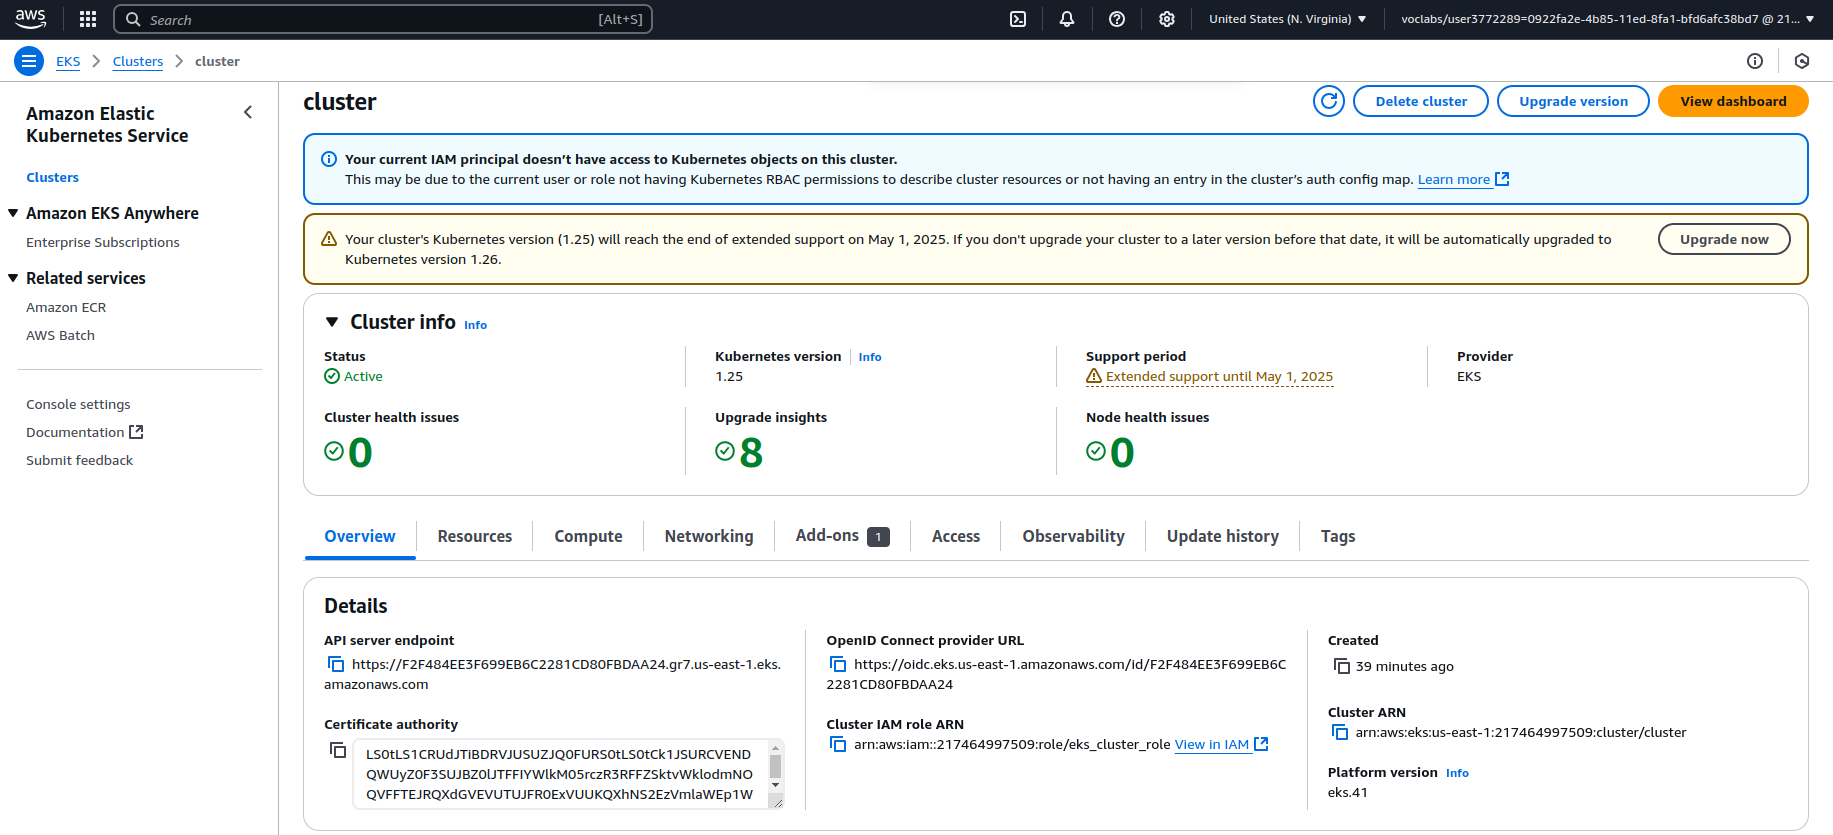 aws
Search
[Alt+S]
United States (N. Virginia)
voclabs/user3772289=0922fa2e-4b85-11ed-8fa1-bfd6afc38bd7 @ 21...
EKS
Clusters
cluster
Amazon Elastic
Kubernetes Service
Clusters
Amazon EKS Anywhere
Enterprise Subscriptions
Related services
Amazon ECR
AWS Batch
Console settings
Documentation
Submit feedback
cluster
Delete cluster
Upgrade version
View dashboard
Your current IAM principal doesn’t have access to Kubernetes objects on this cluster.
This may be due to the current user or role not having Kubernetes RBAC permissions to describe cluster resources or not having an entry in the cluster’s auth config map. Learn more
Your cluster's Kubernetes version (1.25) will reach the end of extended support on May 1, 2025. If you don't upgrade your cluster to a later version before that date, it will be automatically upgraded to
Kubernetes version 1.26.
Upgrade now
Cluster info Info
Status
Active
Kubernetes version Info
1.25
Support period
Extended support until May 1, 2025
Provider
EKS
Cluster health issues
0
Upgrade insights
8
Node health issues
0
Overview
Resources
Compute
Networking
Add-ons 1
Access
Observability
Update history
Tags
Details
API server endpoint
https://F2F484EE3F699EB6C2281CD80FBDAA24.gr7.us-east-1.eks.
amazonaws.com
Certificate authority
LS0tLS1CRUdJTiBDRVJUSUZJQ0FURS0tLS0tCk1JSURCVEND
QWUyZ0F3SUJBZ0lJTFFIYWlkM05rczR3RFFZSktvWklodmNO
QVFFTEJRQXdGVEVUTUJFR0ExVUUKQXhNS2EzVmlaWEp1W
OpenID Connect provider URL
https://oidc.eks.us-east-1.amazonaws.com/id/F2F484EE3F699EB6C
2281CD80FBDAA24
Cluster IAM role ARN
arn:aws:iam::217464997509:role/eks_cluster_role View in IAM
Created
39 minutes ago
Cluster ARN
arn:aws:eks:us-east-1:217464997509:cluster/cluster
Platform version Info
eks.41